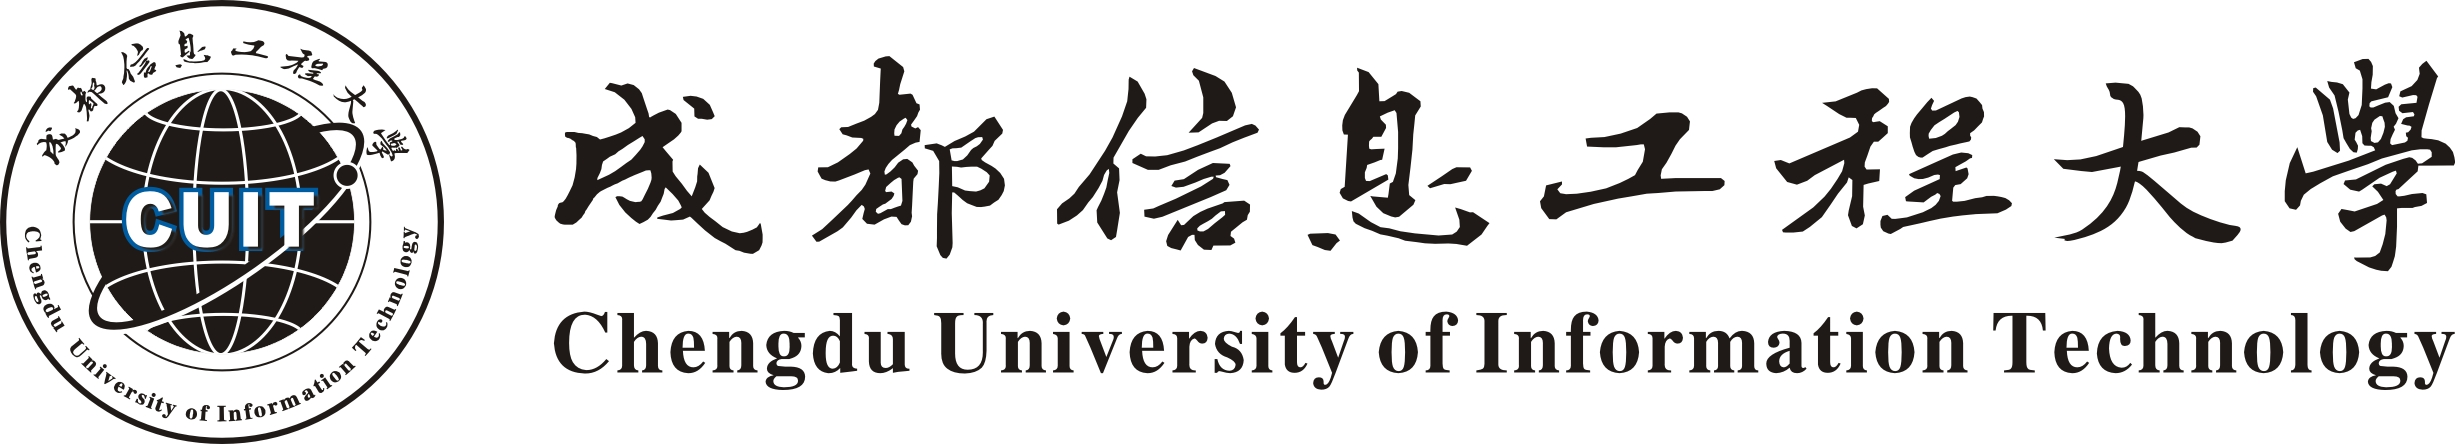 成都信息工程大學
CUIT
Chengdu University of Information Technology
成都信息工程大學
Chengdu University of Information Technology